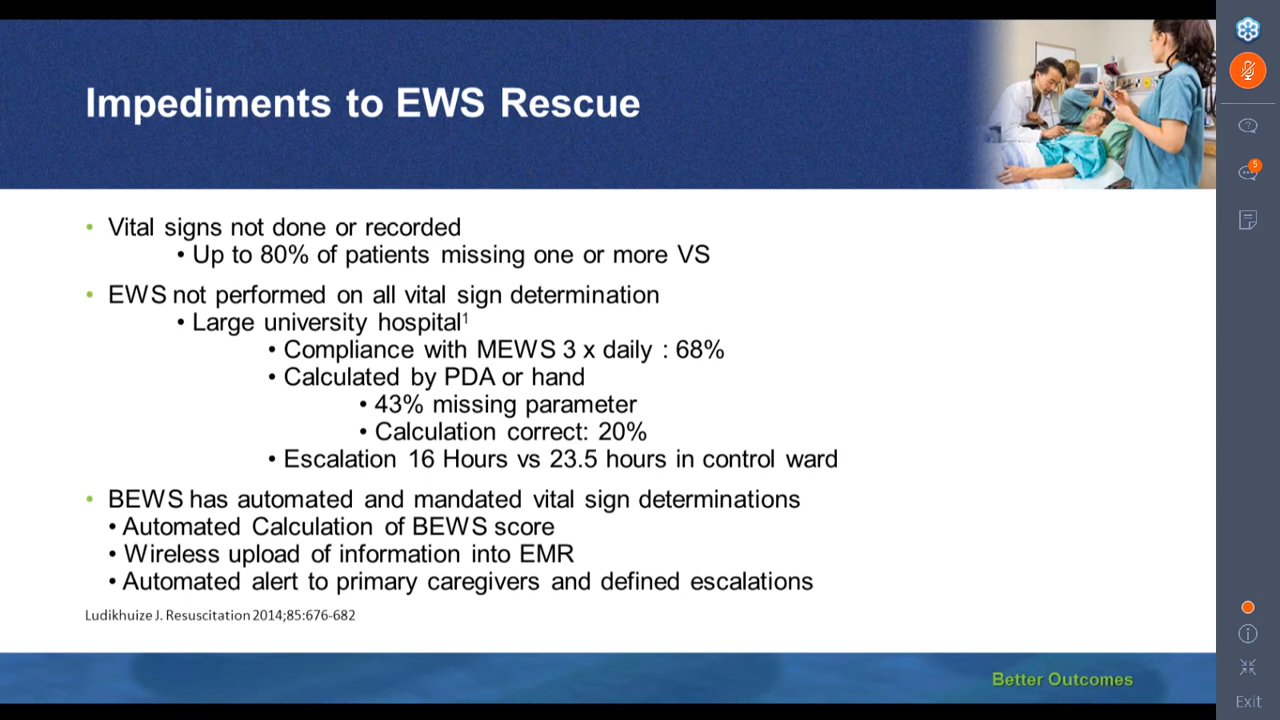 Impediments to EWS Rescue
• Vital signs not done or recorded
• Up to 80% of patients missing one or more VS
• EWS not performed on all vital sign determination
• Large university hospital¹
• Compliance with MEWS 3 x daily : 68%
• Calculated by PDA or hand
• 43% missing parameter
• Calculation correct: 20%
• Escalation 16 Hours vs 23.5 hours in control ward
• BEWS has automated and mandated vital sign determinations
• Automated Calculation of BEWS score
• Wireless upload of information into EMR
• Automated alert to primary caregivers and defined escalations
Ludikhuize J. Resuscitation 2014;85:676-682
Better Outcomes
5
Exit